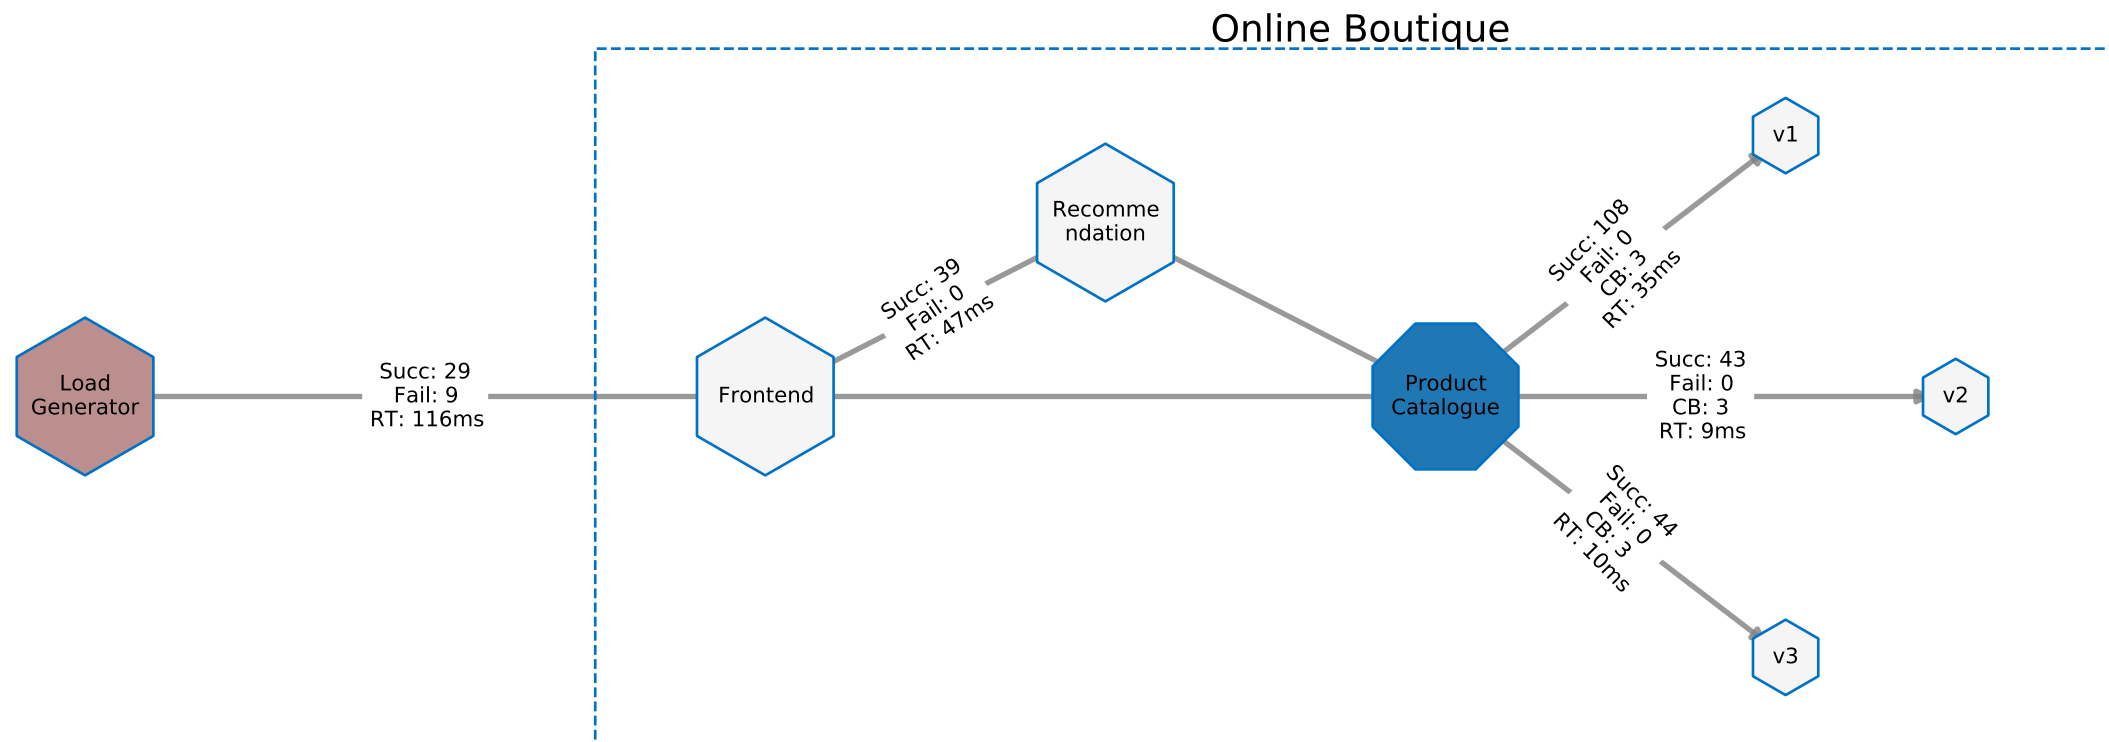 Online Boutique
v1
Recomme
ndation
Succ: 108
Fail: 0
CB: 3
RT: 35ms
Succ: 39
Fail: 0
RT: 47ms
Load
Generator
Succ: 29
Fail: 9
RT: 116ms
Frontend
Product
Catalogue
Succ: 43
Fail: 0
CB: 3
RT: 9ms
v2
Succ: 44
Fail: 0
CB: 3
RT: 10ms
v3